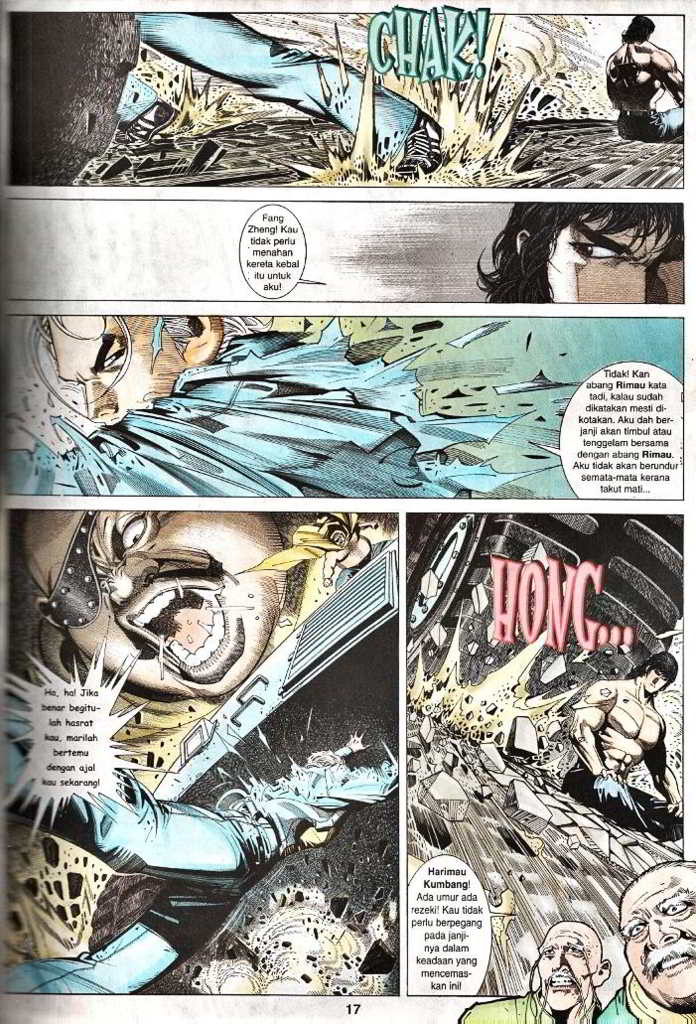 CHAK!
Fang
Zheng! Kau
tidak perlu
menahan
kereta kebal
itu untuk
aku!
Tidak! Kan
abang Rimau kata
tadi, kalau sudah
dikatakan mesti di-
kotakan. Aku dah ber-
janji akan timbul atau
tenggelam bersama
dengan abang Rimau.
Aku tidak akan berundur
semata-mata kerana
takut mati...
Ha, ha! Jika
benar begitu-
lah hasrat
kau, marilah
bertemu
dengan ajal
kau sekarang!
HONG...
Harimau
Kumbang!
Ada umur ada
rezeki! Kau tidak
perlu berpegang
pada janji-
nya dalam
keadaan yang
mencemas-
kan ini!
17